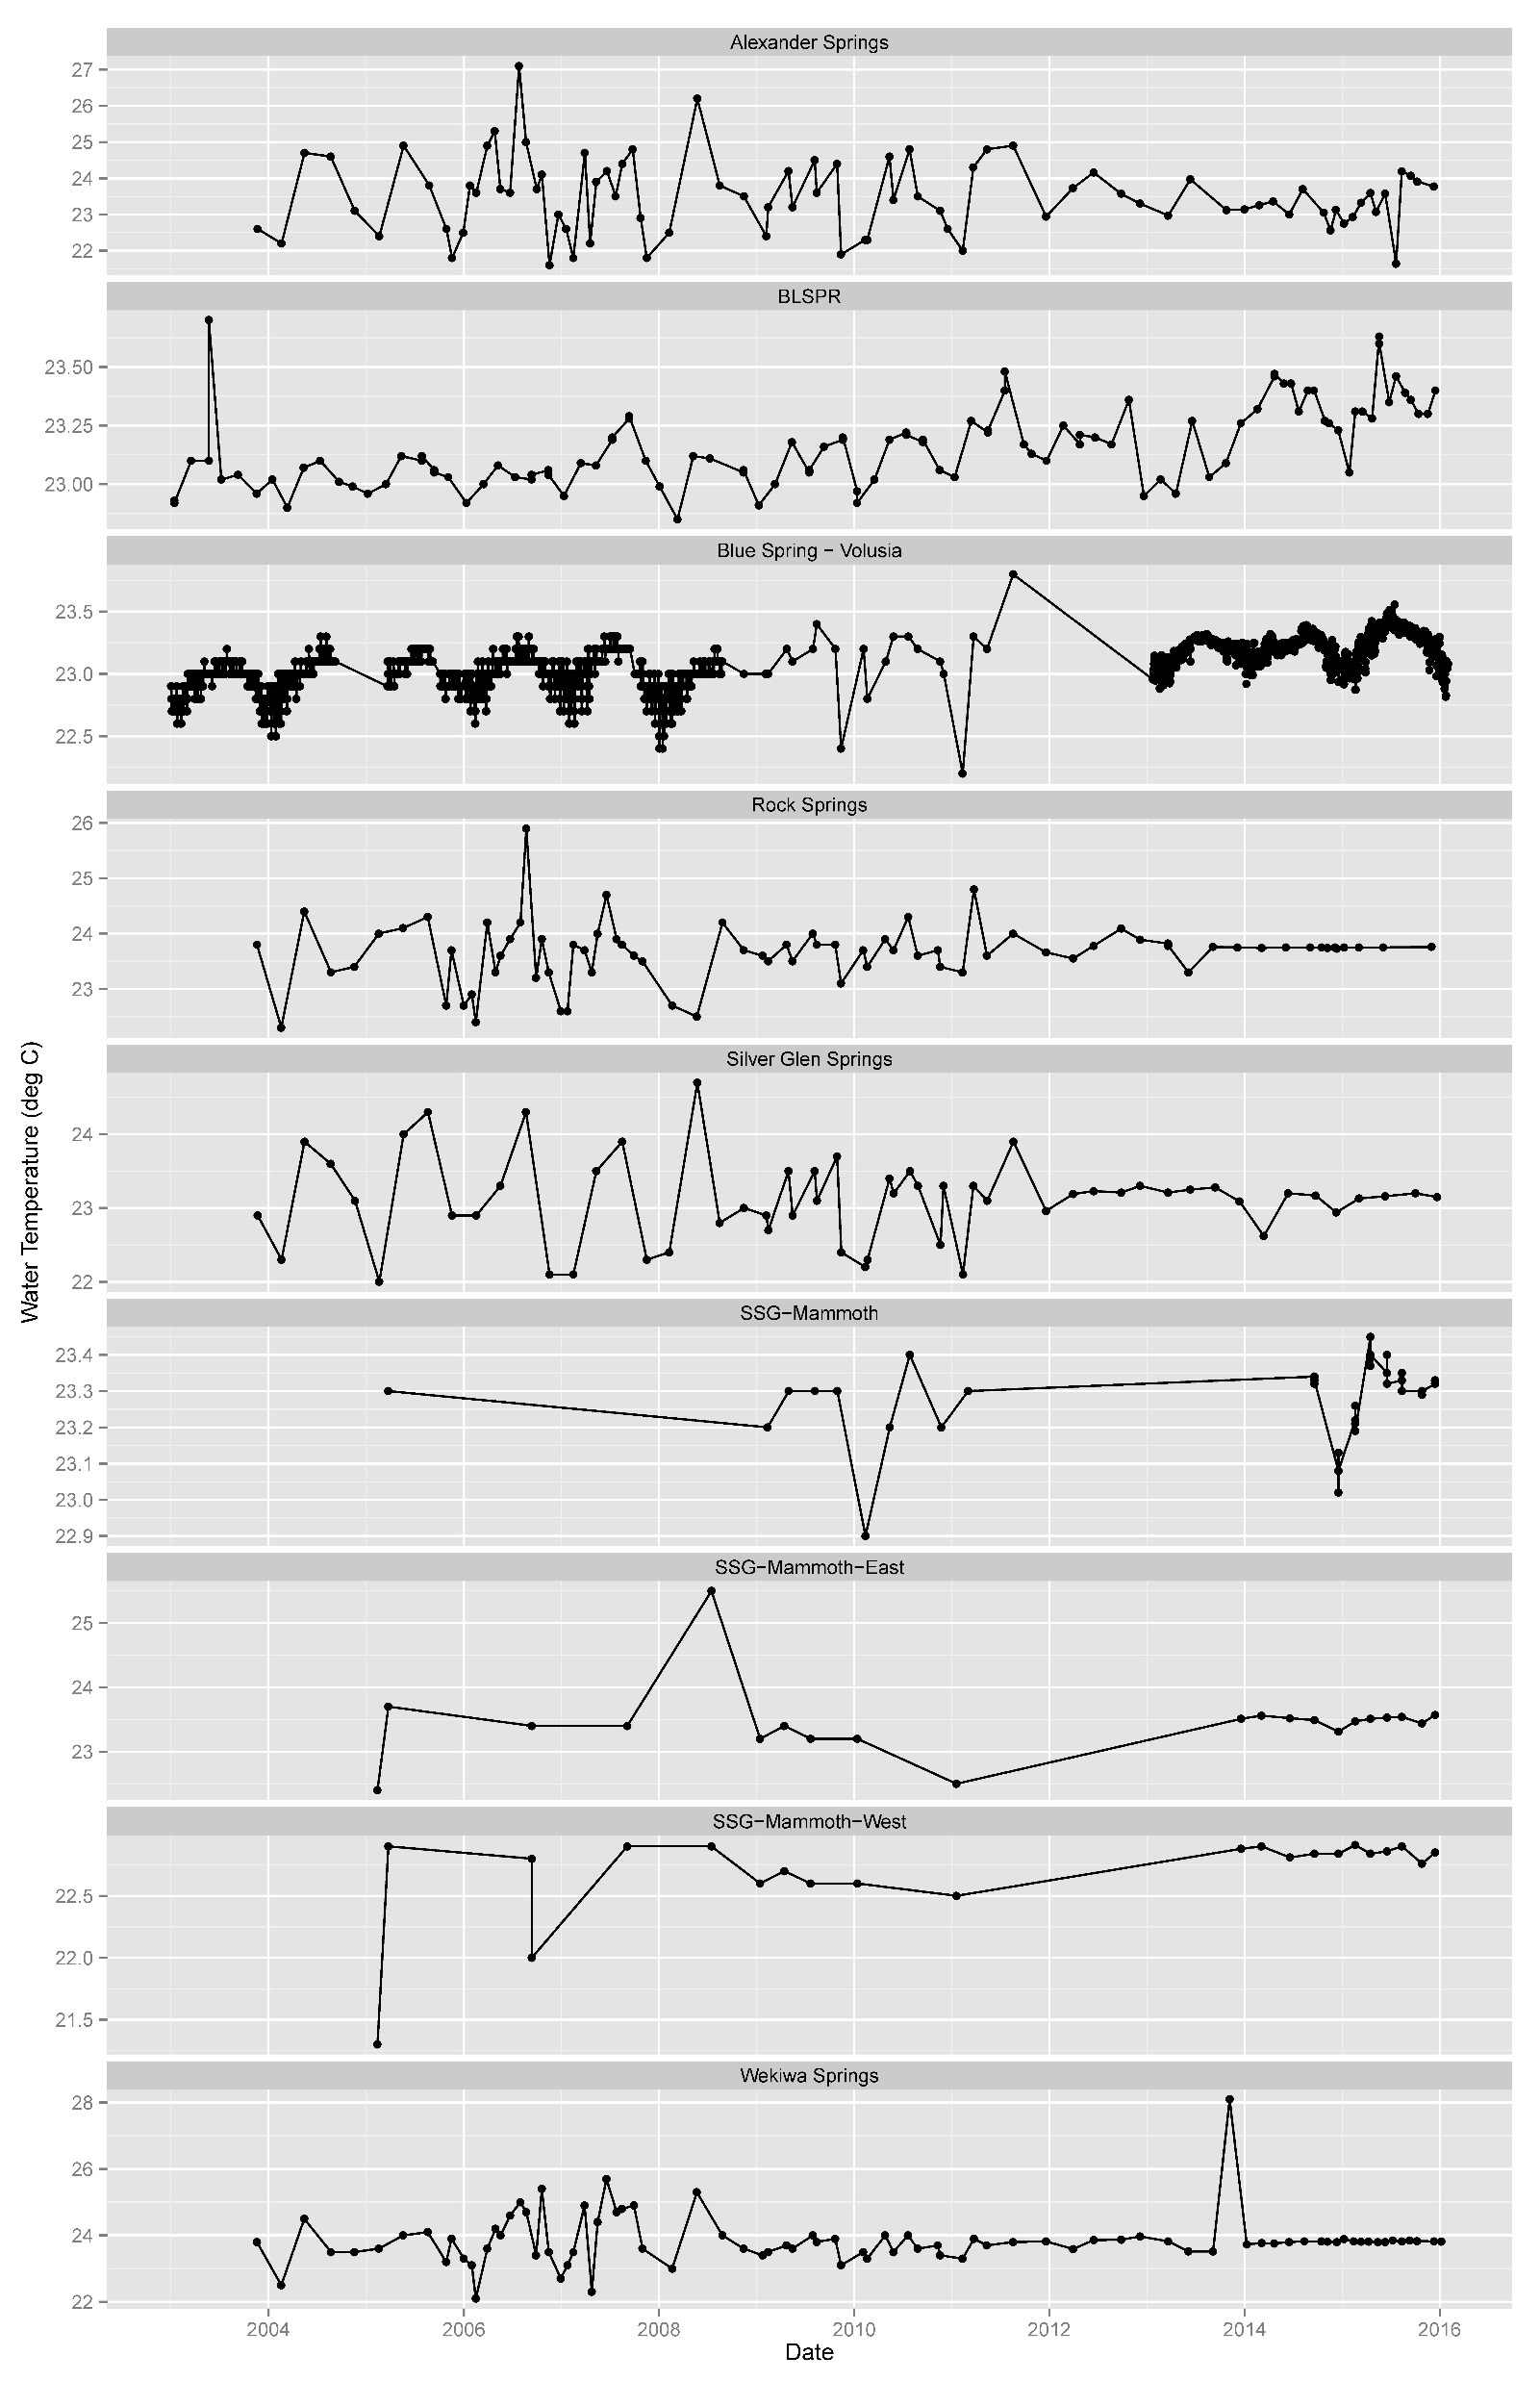 Alexander Springs
27
26
25
24
23
22
BLSPR
23.50
23.25
23.00
Blue Spring − Volusia
23.5
23.0
22.5
Rock Springs
26
25
24
23
Silver Glen Springs
24
23
22
SSG−Mammoth
23.4
23.3
23.2
23.1
23.0
22.9
SSG−Mammoth−East
25
24
23
SSG−Mammoth−West
22.5
22.0
21.5
Wekiwa Springs
28
26
24
22
2004 2006 2008 2010 2012 2014 2016
Date
Water Temperature (deg C)